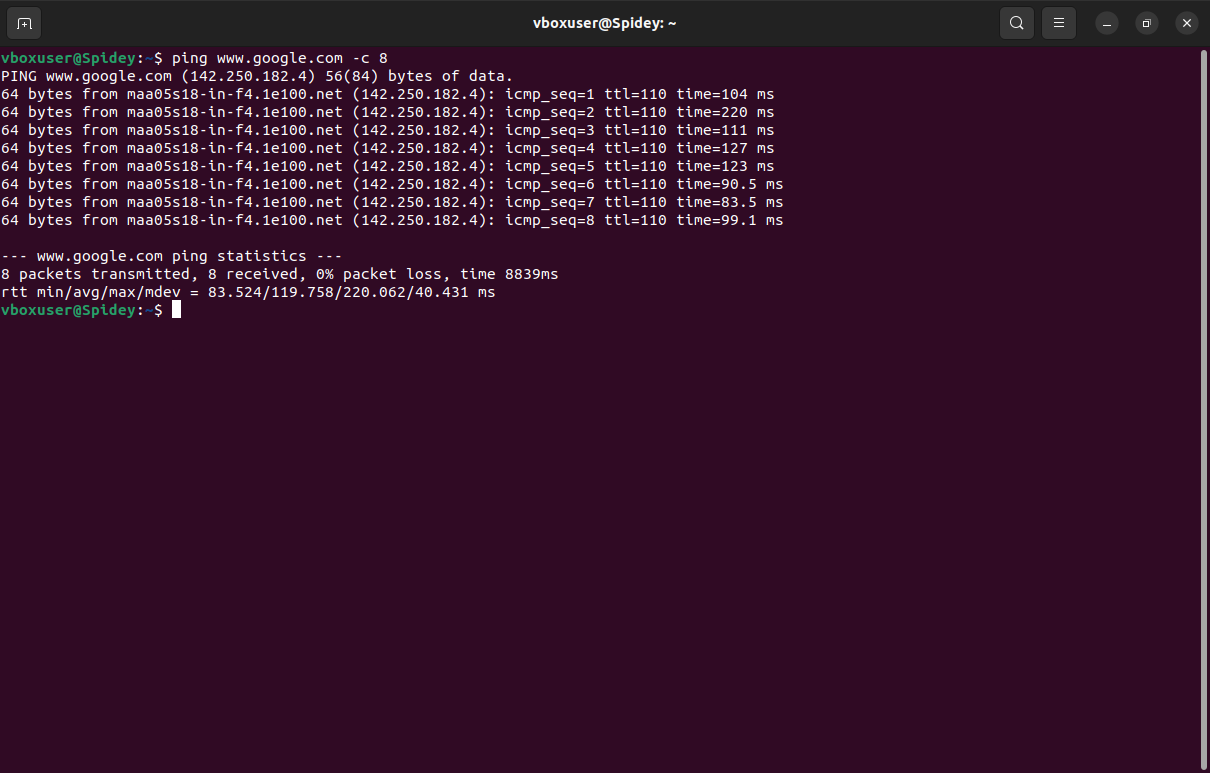 vboxuser@Spidey: ~
vboxuser@Spidey:~$ ping www.google.com -c 8
PING www.google.com (142.250.182.4) 56(84) bytes of data.
64 bytes from maa05s18-in-f4.1e100.net (142.250.182.4): icmp_seq=1 ttl=110 time=104 ms
64 bytes from maa05s18-in-f4.1e100.net (142.250.182.4): icmp_seq=2 ttl=110 time=220 ms
64 bytes from maa05s18-in-f4.1e100.net (142.250.182.4): icmp_seq=3 ttl=110 time=111 ms
64 bytes from maa05s18-in-f4.1e100.net (142.250.182.4): icmp_seq=4 ttl=110 time=127 ms
64 bytes from maa05s18-in-f4.1e100.net (142.250.182.4): icmp_seq=5 ttl=110 time=123 ms
64 bytes from maa05s18-in-f4.1e100.net (142.250.182.4): icmp_seq=6 ttl=110 time=90.5 ms
64 bytes from maa05s18-in-f4.1e100.net (142.250.182.4): icmp_seq=7 ttl=110 time=83.5 ms
64 bytes from maa05s18-in-f4.1e100.net (142.250.182.4): icmp_seq=8 ttl=110 time=99.1 ms
--- www.google.com ping statistics ---
8 packets transmitted, 8 received, 0% packet loss, time 8839ms
rtt min/avg/max/mdev = 83.524/119.758/220.062/40.431 ms
vboxuser@Spidey:~$